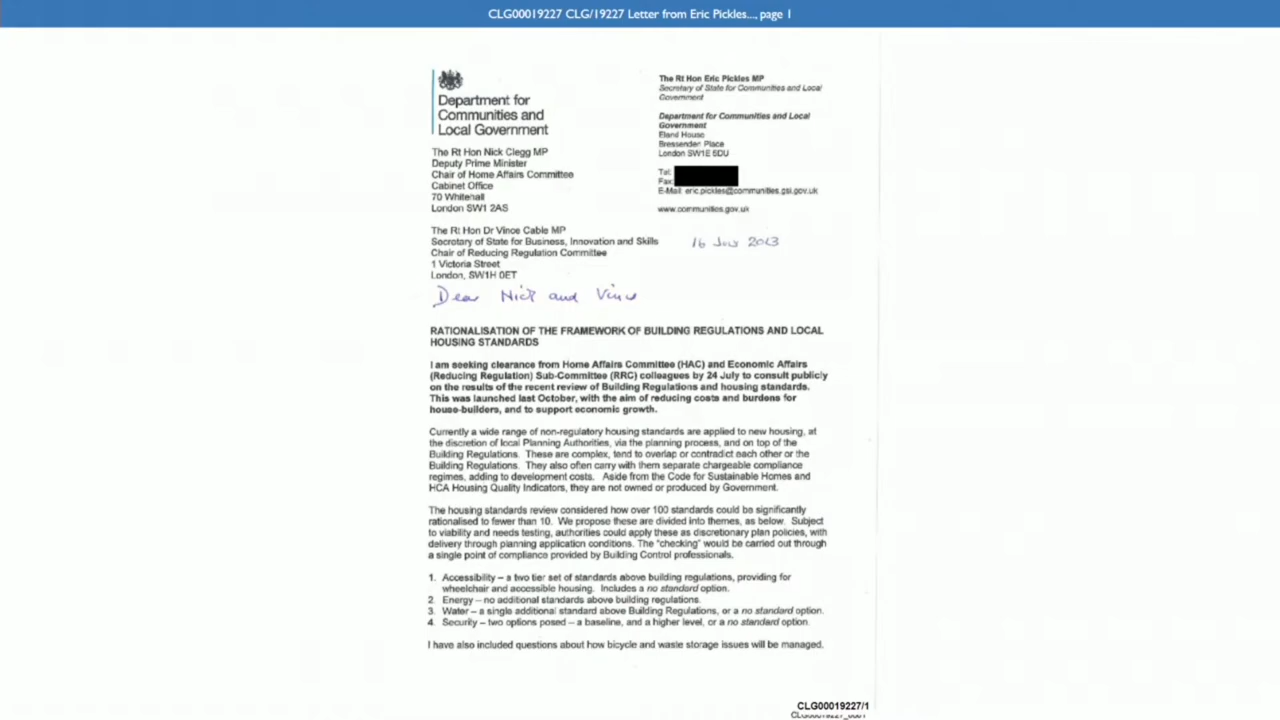 CLG00019227 CLG/19227 Letter from Eric Pickles..., page 1
Department for
Communities and
Local Government
The Rt Hon Nick Clegg MP
Deputy Prime Minister
Chair of Home Affairs Committee
Cabinet Office
70 Whitehall
London SW1 2AS
The Rt Hon Dr Vince Cable MP
Secretary of State for Business, Innovation and Skills
Chair of Reducing Regulation Committee
1 Victoria Street
London, SW1H 0ET
The Rt Hon Eric Pickles MP
Secretary of State for Communities and Local
Government
Department for Communities and Local
Government
Eland House
Bressenden Place
London SW1E 5DU
Tel:
Fax:
E-Mail: eric.pickles@communities.gsi.gov.uk
www.communities.gov.uk
16 July 2013
Dear Nick and Vince
RATIONALISATION OF THE FRAMEWORK OF BUILDING REGULATIONS AND LOCAL
HOUSING STANDARDS
I am seeking clearance from Home Affairs Committee (HAC) and Economic Affairs
(Reducing Regulation) Sub-Committee (RRC) colleagues by 24 July to consult publicly
on the results of the recent review of Building Regulations and housing standards.
This was launched last October, with the aim of reducing costs and burdens for
house-builders, and to support economic growth.
Currently a wide range of non-regulatory housing standards are applied to new housing, at
the discretion of local Planning Authorities, via the planning process, and on top of the
Building Regulations. These are complex, tend to overlap or contradict each other or the
Building Regulations. They also often carry with them separate chargeable compliance
regimes, adding to development costs. Aside from the Code for Sustainable Homes and
HCA Housing Quality Indicators, they are not owned or produced by Government.
The housing standards review considered how over 100 standards could be significantly
rationalised to fewer than 10. We propose these are divided into themes, as below. Subject
to viability and needs testing, authorities could apply these as discretionary plan policies, with
delivery through planning application conditions. The "checking" would be carried out through
a single point of compliance provided by Building Control professionals.
1. Accessibility – a two tier set of standards above building regulations, providing for
wheelchair and accessible housing. Includes a no standard option.
2. Energy – no additional standards above building regulations.
3. Water – a single additional standard above Building Regulations, or a no standard option.
4. Security – two options posed – a baseline, and a higher level, or a no standard option.
I have also included questions about how bicycle and waste storage issues will be managed.
CLG00019227/1
CLG00019227_0001